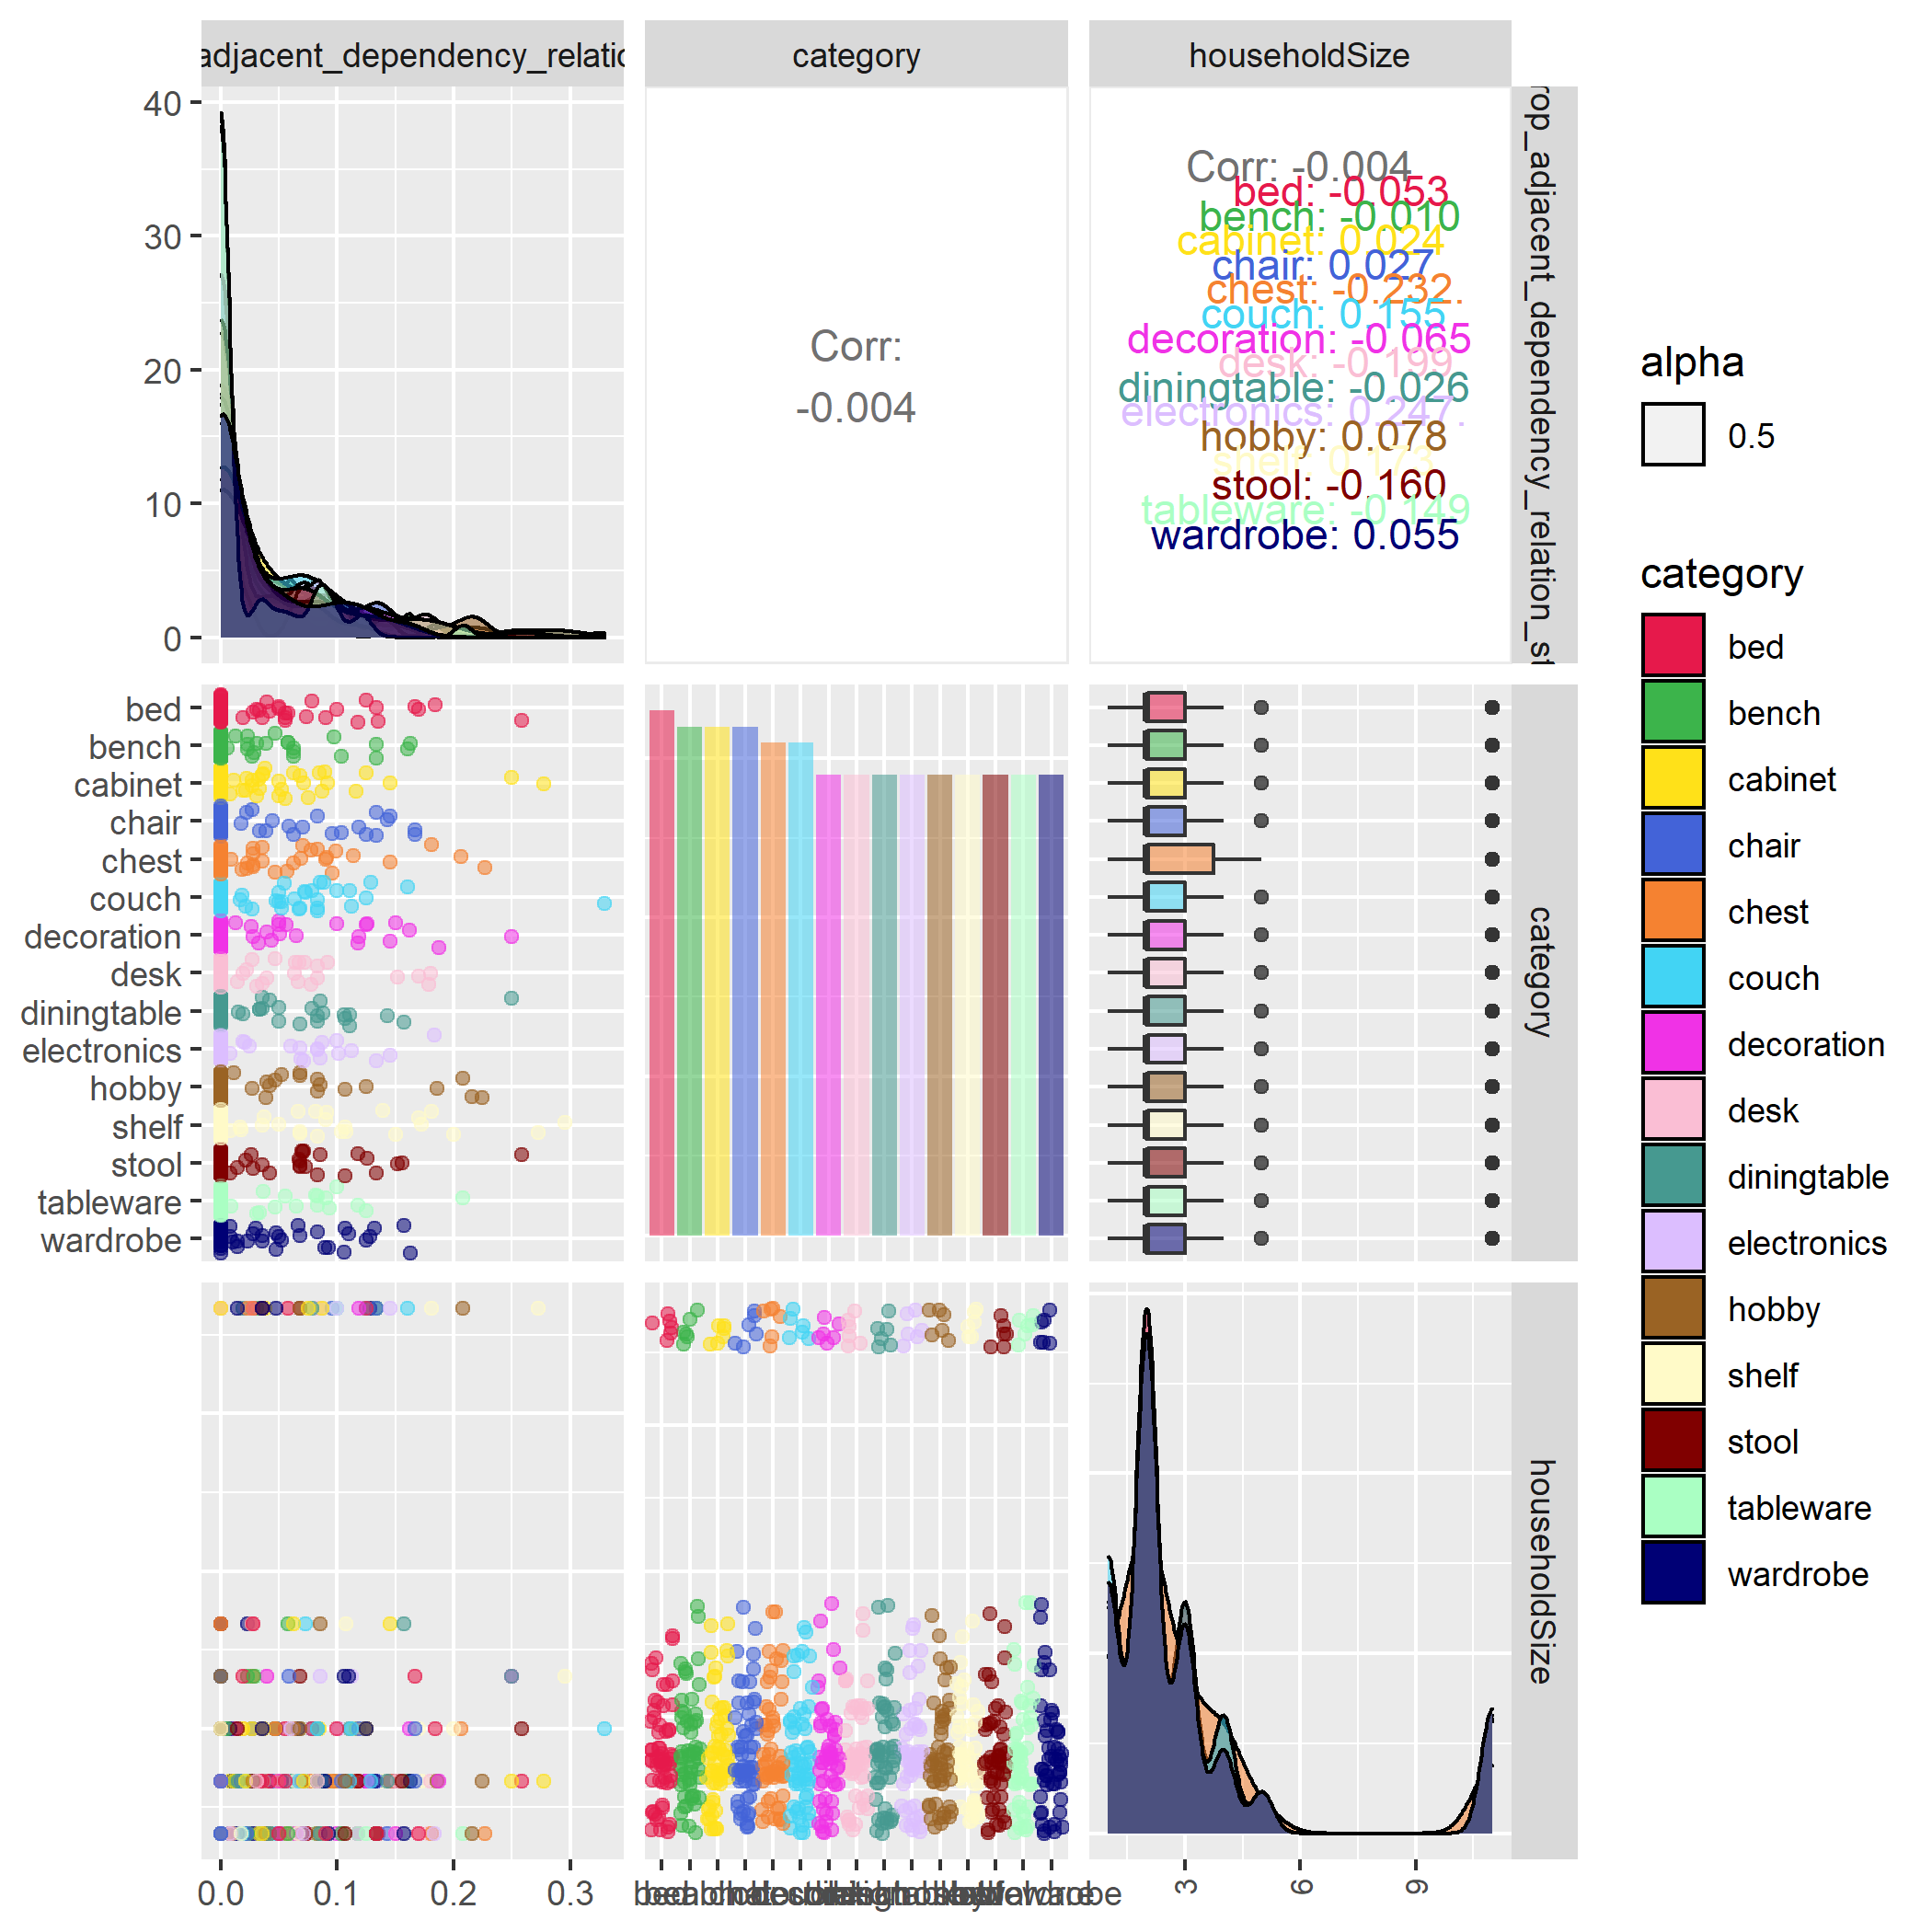 adjacent_dependency_relatio
category
householdSize
40
30
20
10
0
Corr:
-0.004
Corr: -0.004
bed: -0.053
bench: -0.010
cabinet: 0.024
chair: 0.027
chest: -0.232.
couch: 0.155
decoration: -0.065
desk: -0.199
diningtable: -0.026
electronics: 0.247.
hobby: 0.078
shelf: 0.173
stool: -0.160
tableware: -0.149
wardrobe: 0.055
rop_adjacent_dependency_relation_st
bed
bench
cabinet
chair
chest
couch
decoration
desk
diningtable
electronics
hobby
shelf
stool
tableware
wardrobe
category
householdSize
0.0
0.1
0.2
0.3
3
6
9
alpha
0.5
category
bed
bench
cabinet
chair
chest
couch
decoration
desk
diningtable
electronics
hobby
shelf
stool
tableware
wardrobe